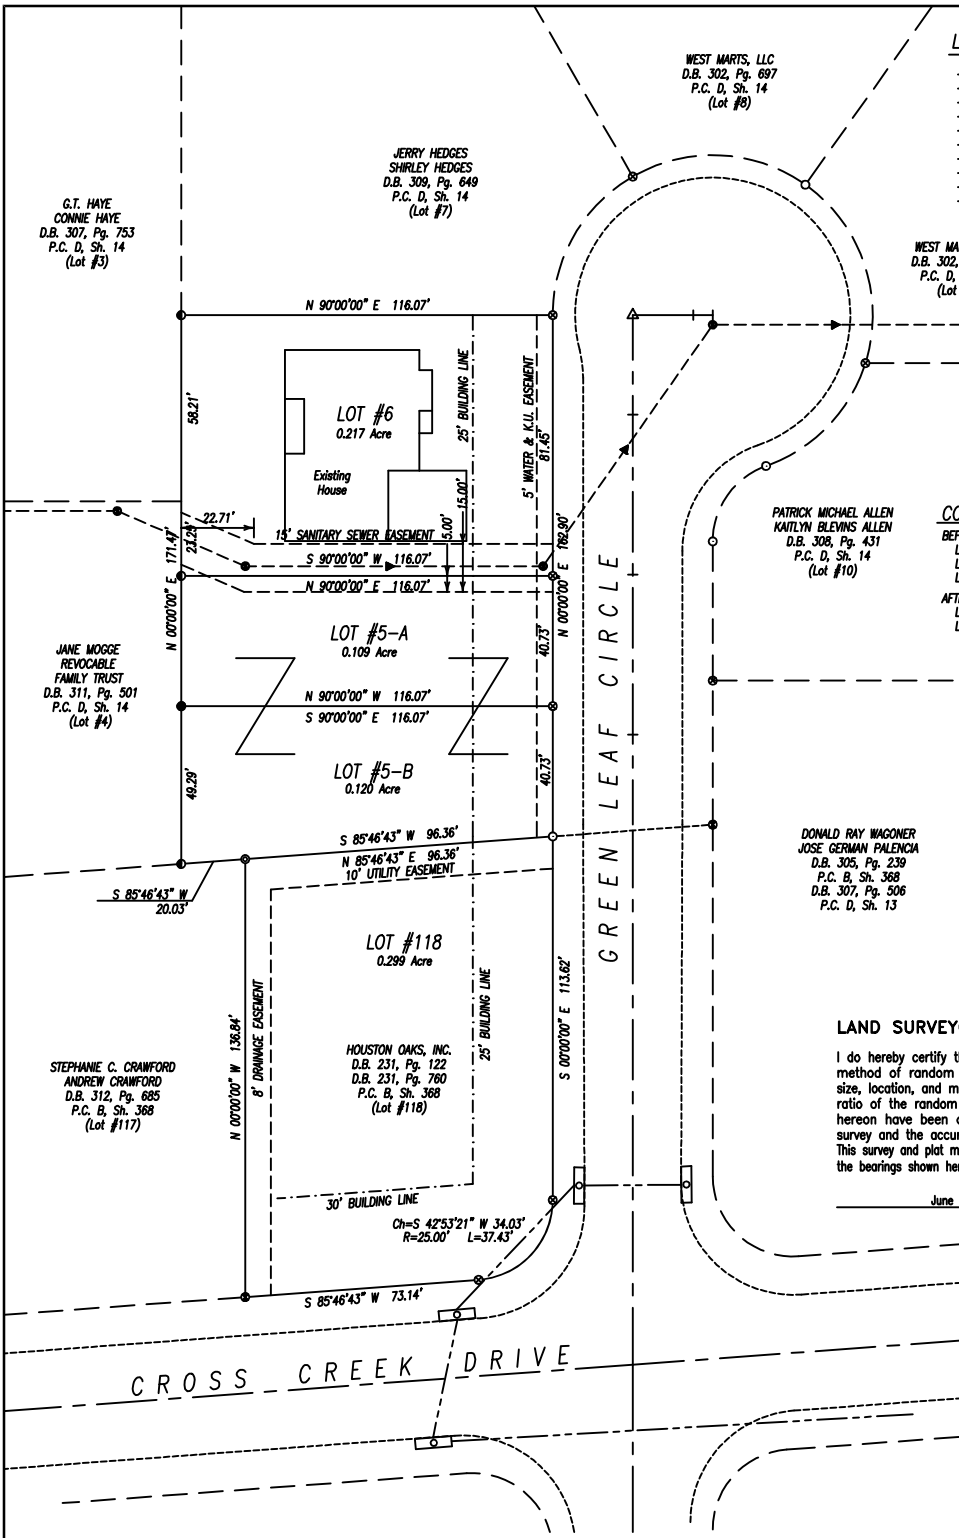 WEST MARTS, LLC
D.B. 302, Pg. 697
P.C. D, Sh. 14
(Lot #8)
L
JERRY HEDGES
SHIRLEY HEDGES
D.B. 309, Pg. 649
P.C. D, Sh. 14
(Lot #7)
G.T. HAYE
CONNIE HAYE
D.B. 307, Pg. 753
P.C. D, Sh. 14
(Lot #3)
WEST MA
D.B. 302,
P.C. D,
(Lot
N 90°00'00" E 116.07'
58.21'
LOT #6
0.217 Acre
Existing
House
25' BUILDING LINE
5' WATER & K.U. EASEMENT
81.45'
22.71'
15' SANITARY SEWER EASEMENT
5.00'
15.00'
S 90°00'00" W 116.07'
N 90°00'00" E 116.07'
N 00°00'00" E 171.47'
N 00°00'00" E 162.90'
PATRICK MICHAEL ALLEN
KAITLYN BLEVINS ALLEN
D.B. 308, Pg. 431
P.C. D, Sh. 14
(Lot #10)
CO
BEF
L
L
L
AFT
L
L
LOT #5-A
0.109 Acre
40.73'
JANE MOGGE
REVOCABLE
FAMILY TRUST
D.B. 311, Pg. 501
P.C. D, Sh. 14
(Lot #4)
N 90°00'00" W 116.07'
S 90°00'00" E 116.07'
LOT #5-B
0.120 Acre
49.29'
40.73'
GREEN LEAF CIRCLE
S 85°46'43" W 96.36'
N 85°46'43" E 96.36'
10' UTILITY EASEMENT
S 85°46'43" W
20.03'
DONALD RAY WAGONER
JOSE GERMAN PALENCIA
D.B. 305, Pg. 239
P.C. B, Sh. 368
D.B. 307, Pg. 506
P.C. D, Sh. 13
LOT #118
0.299 Acre
N 00°00'00" W 136.84'
8' DRAINAGE EASEMENT
25' BUILDING LINE
S 00°00'00" E 113.62'
HOUSTON OAKS, INC.
D.B. 231, Pg. 122
D.B. 231, Pg. 760
P.C. B, Sh. 368
(Lot #118)
STEPHANIE C. CRAWFORD
ANDREW CRAWFORD
D.B. 312, Pg. 685
P.C. B, Sh. 368
(Lot #117)
LAND SURVEY
I do hereby certify th
method of random
size, location, and m
ratio of the random
hereon have been
survey and the accur
This survey and plat m
the bearings shown her
June
30' BUILDING LINE
Ch=S 42°53'21" W 34.03'
R=25.00' L=37.43'
S 85°46'43" W 73.14'
CROSS CREEK DRIVE